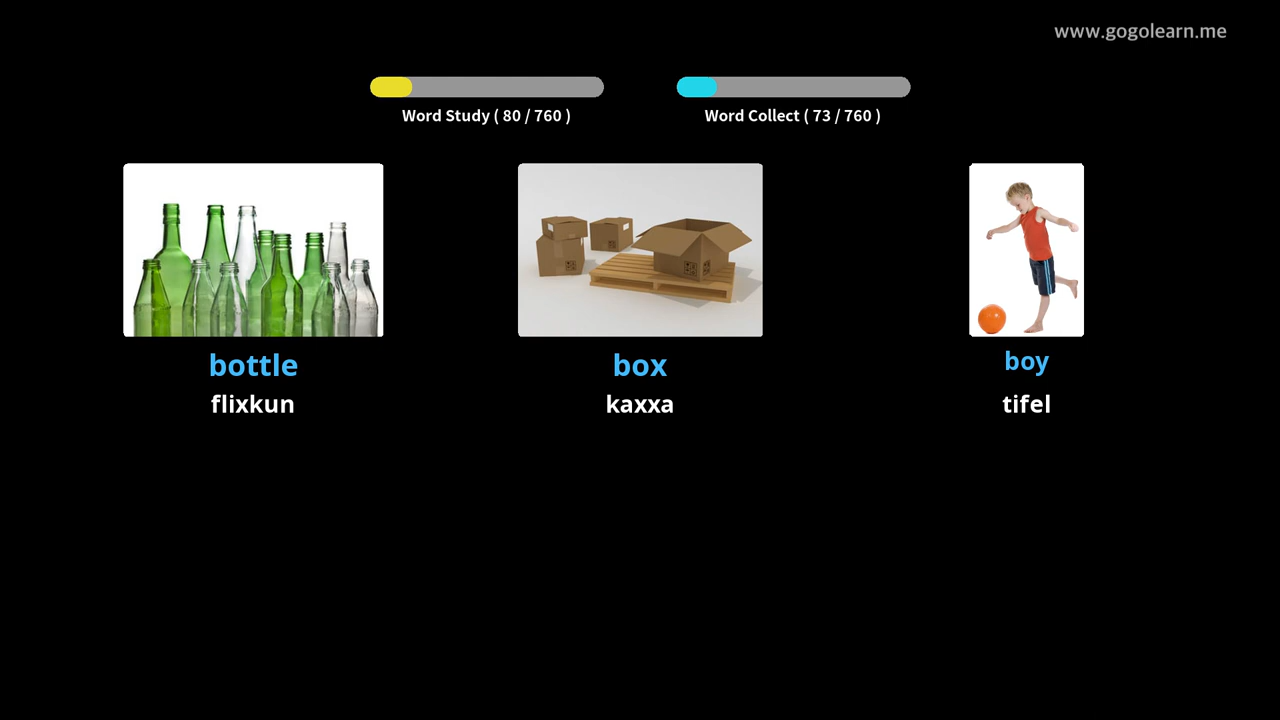 www.gogolearn.me
Word Study ( 80 / 760 )
Word Collect ( 73 / 760 )
bottle
flixkun
box
kaxxa
boy
tifel